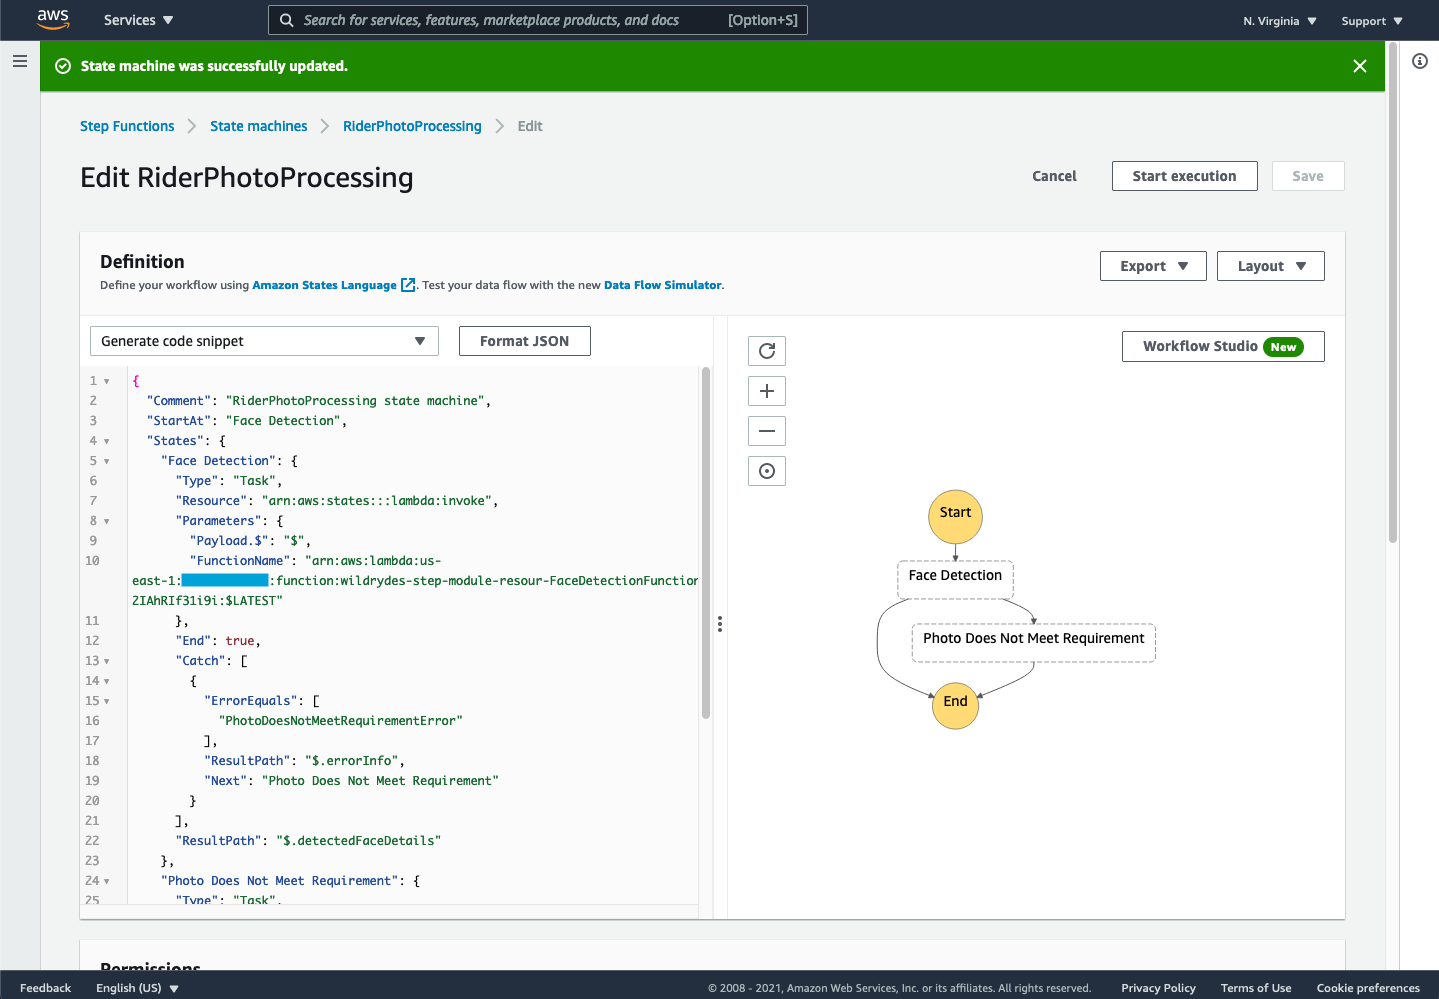 aws Services Search for services, features, marketplace products, and docs [Option+S] N. Virginia Support
State machine was successfully updated.
Step Functions State machines RiderPhotoProcessing Edit
Edit RiderPhotoProcessing
Cancel Start execution Save
Definition
Define your workflow using Amazon States Language . Test your data flow with the new Data Flow Simulator.
Export Layout
Generate code snippet Format JSON
Workflow Studio New
1 {
2 "Comment": "RiderPhotoProcessing state machine",
3 "StartAt": "Face Detection",
4 "States": {
5 "Face Detection": {
6 "Type": "Task",
7 "Resource": "arn:aws:states:::lambda:invoke",
8 "Parameters": {
9 "Payload.$": "$",
10 "FunctionName": "arn:aws:lambda:us-
east-1: :function:wildrydes-step-module-resour-FaceDetectionFunction
2IAhRIf31i9i:$LATEST"
11 },
12 "End": true,
13 "Catch": [
14 {
15 "ErrorEquals": [
16 "PhotoDoesNotMeetRequirementError"
17 ],
18 "ResultPath": "$.errorInfo",
19 "Next": "Photo Does Not Meet Requirement"
20 }
21 ],
22 "ResultPath": "$.detectedFaceDetails"
23 },
24 "Photo Does Not Meet Requirement": {
25 "Type": "Task",
Start
Face Detection
Photo Does Not Meet Requirement
End
Permissions
Feedback English (US) © 2008 - 2021, Amazon Web Services, Inc. or its affiliates. All rights reserved. Privacy Policy Terms of Use Cookie preferences